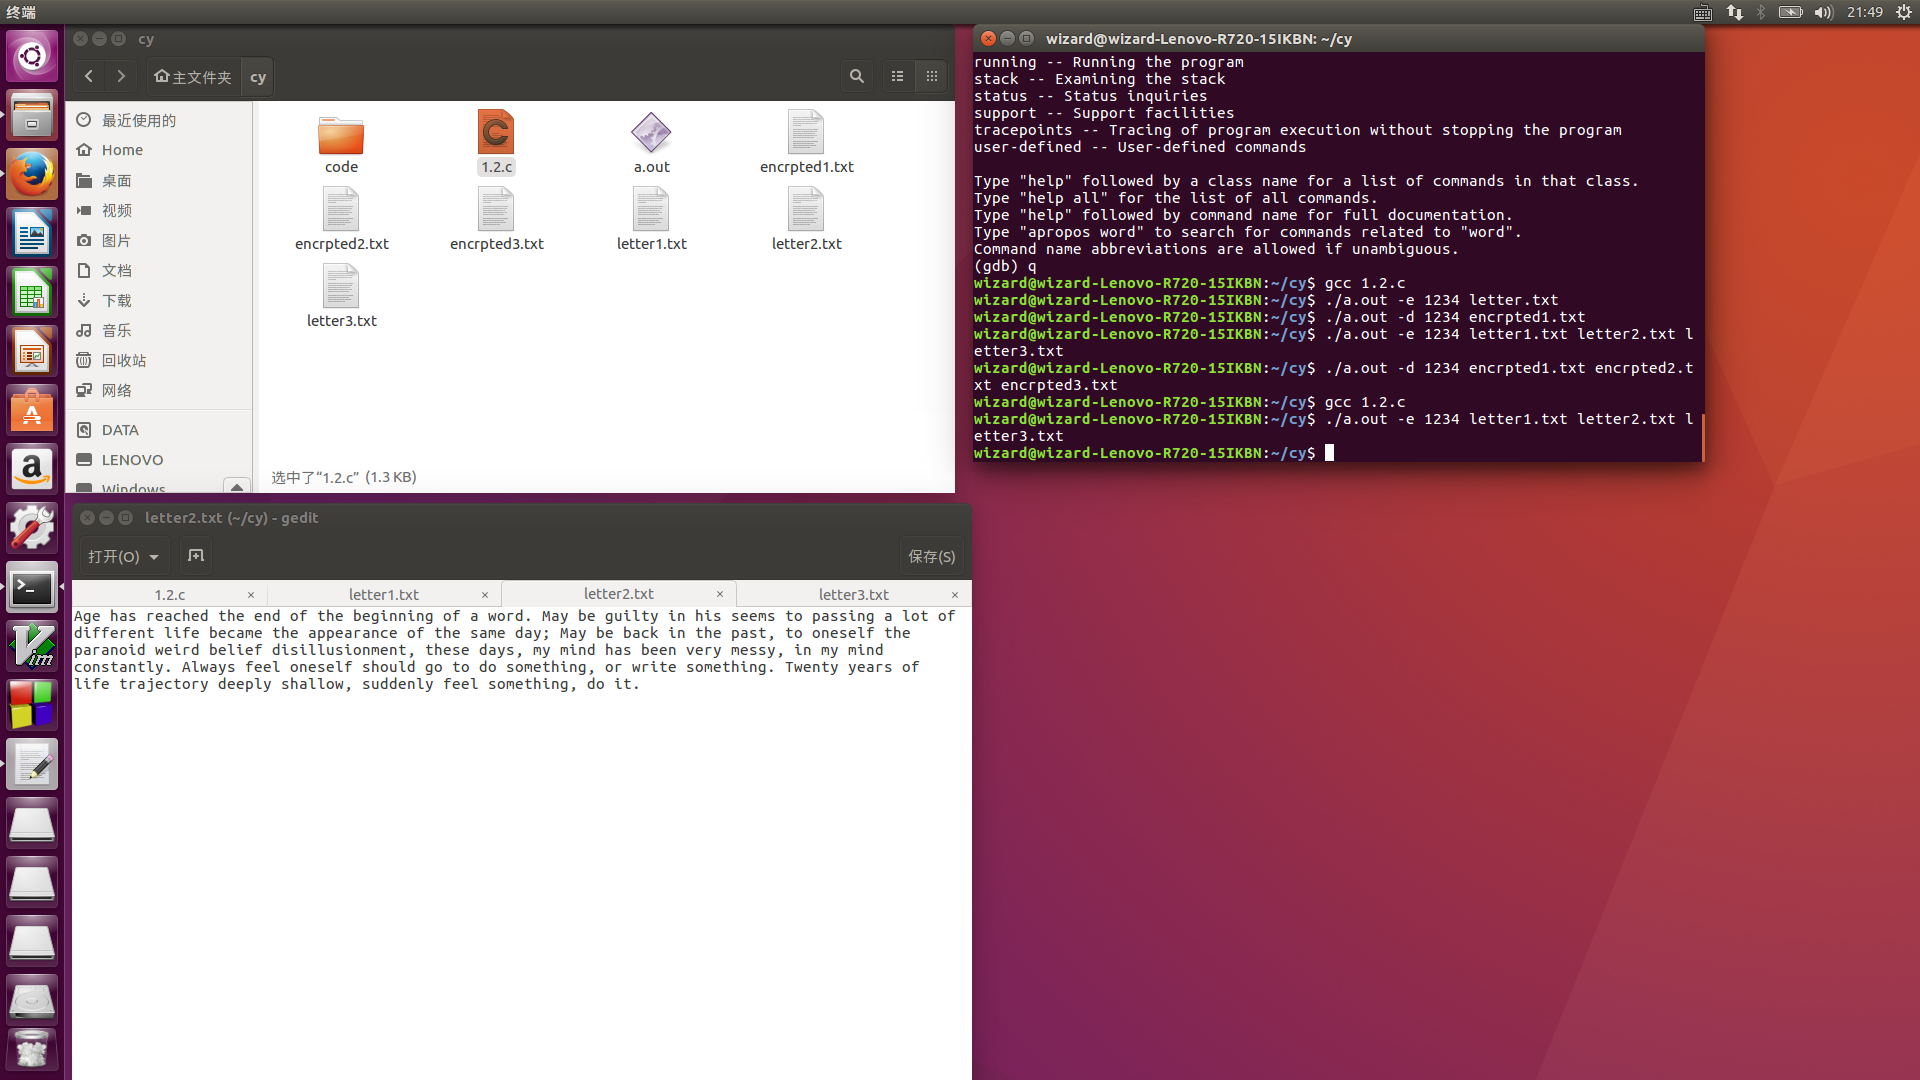 终端
21:49
cy
主文件夹
cy
最近使用的
Home
桌面
视频
图片
文档
下载
音乐
回收站
网络
DATA
LENOVO
Windows
code
1.2.c
a.out
encrpted1.txt
encrpted2.txt
encrpted3.txt
letter1.txt
letter2.txt
letter3.txt
选中了“1.2.c” (1.3 KB)
wizard@wizard-Lenovo-R720-15IKBN: ~/cy
running -- Running the program
stack -- Examining the stack
status -- Status inquiries
support -- Support facilities
tracepoints -- Tracing of program execution without stopping the program
user-defined -- User-defined commands
Type "help" followed by a class name for a list of commands in that class.
Type "help all" for the list of all commands.
Type "help" followed by command name for full documentation.
Type "apropos word" to search for commands related to "word".
Command name abbreviations are allowed if unambiguous.
(gdb) q
wizard@wizard-Lenovo-R720-15IKBN:~/cy$ gcc 1.2.c
wizard@wizard-Lenovo-R720-15IKBN:~/cy$ ./a.out -e 1234 letter.txt
wizard@wizard-Lenovo-R720-15IKBN:~/cy$ ./a.out -d 1234 encrpted1.txt
wizard@wizard-Lenovo-R720-15IKBN:~/cy$ ./a.out -e 1234 letter1.txt letter2.txt l
etter3.txt
wizard@wizard-Lenovo-R720-15IKBN:~/cy$ ./a.out -d 1234 encrpted1.txt encrpted2.t
xt encrpted3.txt
wizard@wizard-Lenovo-R720-15IKBN:~/cy$ gcc 1.2.c
wizard@wizard-Lenovo-R720-15IKBN:~/cy$ ./a.out -e 1234 letter1.txt letter2.txt l
etter3.txt
wizard@wizard-Lenovo-R720-15IKBN:~/cy$
letter2.txt (~/cy) - gedit
打开(O)
保存(S)
1.2.c × letter1.txt × letter2.txt × letter3.txt ×
Age has reached the end of the beginning of a word. May be guilty in his seems to passing a lot of
different life became the appearance of the same day; May be back in the past, to oneself the
paranoid weird belief disillusionment, these days, my mind has been very messy, in my mind
constantly. Always feel oneself should go to do something, or write something. Twenty years of
life trajectory deeply shallow, suddenly feel something, do it.